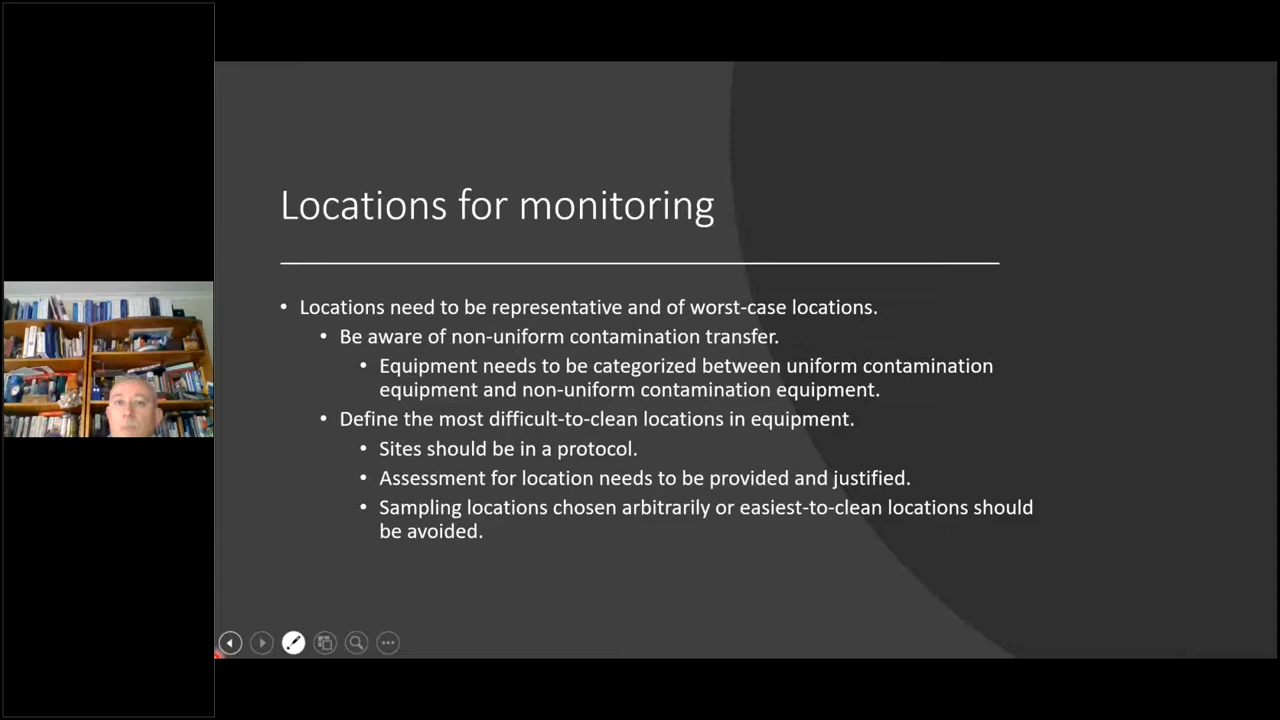 Locations for monitoring
• Locations need to be representative and of worst-case locations.
• Be aware of non-uniform contamination transfer.
• Equipment needs to be categorized between uniform contamination
equipment and non-uniform contamination equipment.
• Define the most difficult-to-clean locations in equipment.
• Sites should be in a protocol.
• Assessment for location needs to be provided and justified.
• Sampling locations chosen arbitrarily or easiest-to-clean locations should
be avoided.